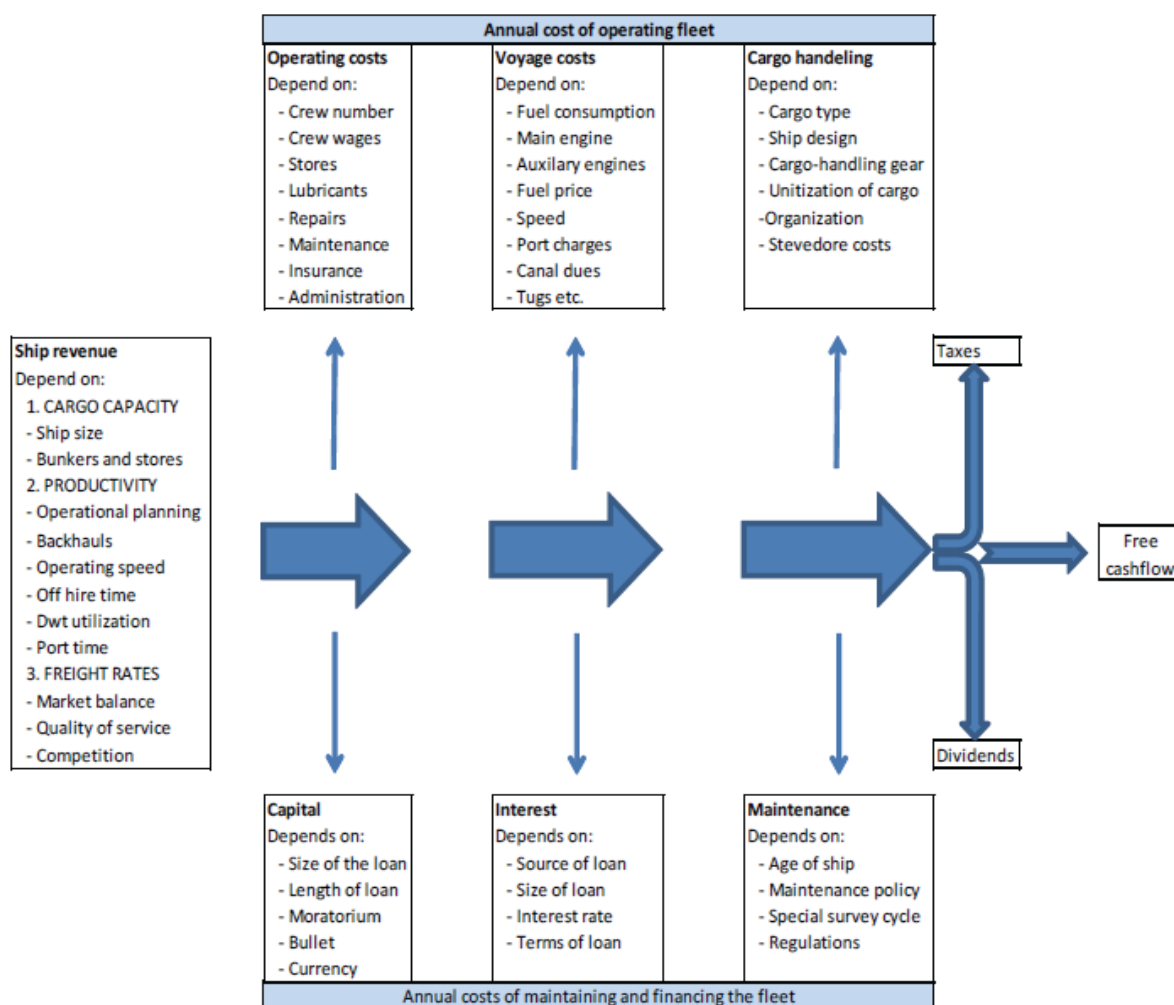 Annual cost of operating fleet
Operating costs
Depend on:
- Crew number
- Crew wages
- Stores
- Lubricants
- Repairs
- Maintenance
- Insurance
- Administration
Voyage costs
Depend on:
- Fuel consumption
- Main engine
- Auxilary engines
- Fuel price
- Speed
- Port charges
- Canal dues
- Tugs etc.
Cargo handeling
Depend on:
- Cargo type
- Ship design
- Cargo-handling gear
- Unitization of cargo
-Organization
- Stevedore costs
Ship revenue
Depend on:
1. CARGO CAPACITY
- Ship size
- Bunkers and stores
2. PRODUCTIVITY
- Operational planning
- Backhauls
- Operating speed
- Off hire time
- Dwt utilization
- Port time
3. FREIGHT RATES
- Market balance
- Quality of service
- Competition
Taxes
Free
cashflow
Dividends
Capital
Depends on:
- Size of the loan
- Length of loan
- Moratorium
- Bullet
- Currency
Interest
Depends on:
- Source of loan
- Size of loan
- Interest rate
- Terms of loan
Maintenance
Depends on:
- Age of ship
- Maintenance policy
- Special survey cycle
- Regulations
Annual costs of maintaining and financing the fleet